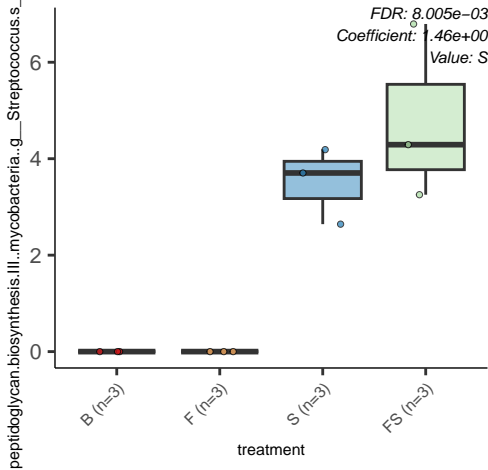 FDR: 8.005e−03
Coefficient: 1.46e+00
Value: S
peptidoglycan.biosynthesis.III..mycobacteria..g__Streptococcus.s_
6
4
2
0
B (n=3)
F (n=3)
S (n=3)
FS (n=3)
treatment